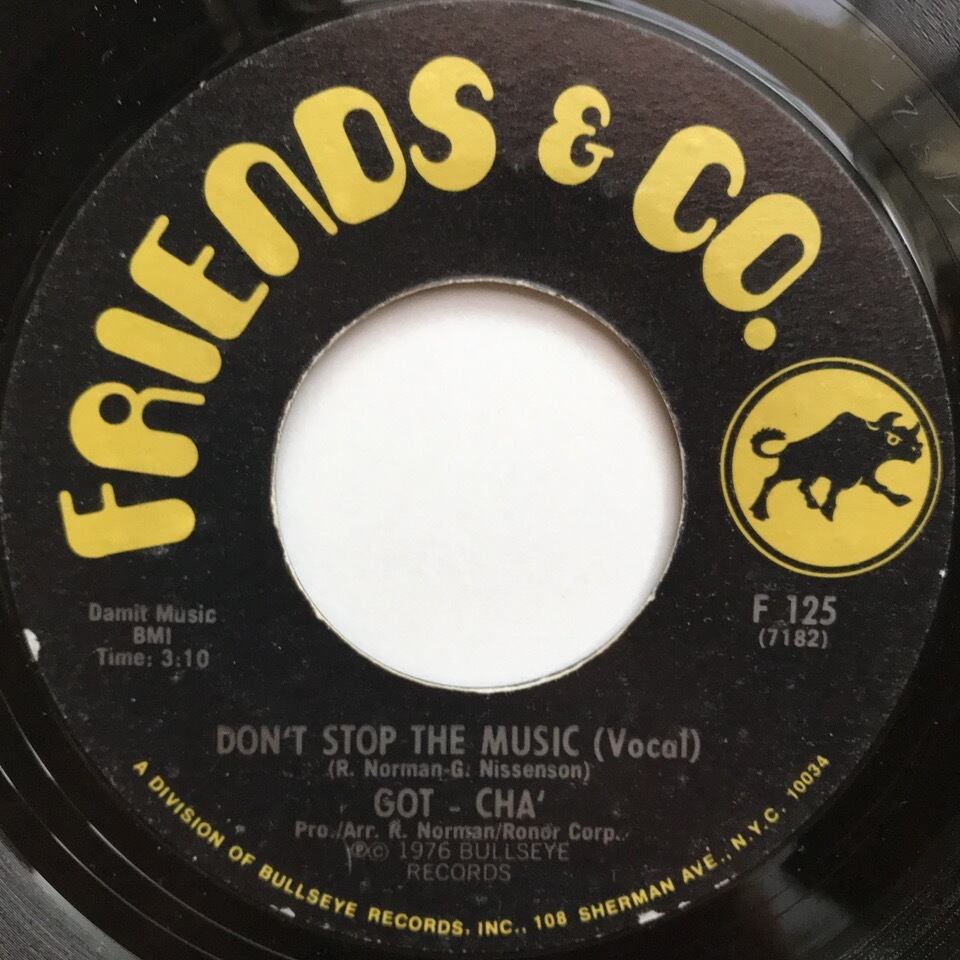 FRIENDS & CO.
Damit Music
BMI
Time: 3:10
F 125
(7182)
DON'T STOP THE MUSIC (Vocal)
(R. Norman-G. Nissenson)
GOT - CHA'
Pro./Arr. R. Norman/Ronor Corp.
℗© 1976 BULLSEYE
RECORDS
A DIVISION OF BULLSEYE RECORDS, INC., 108 SHERMAN AVE., N.Y.C. 10034